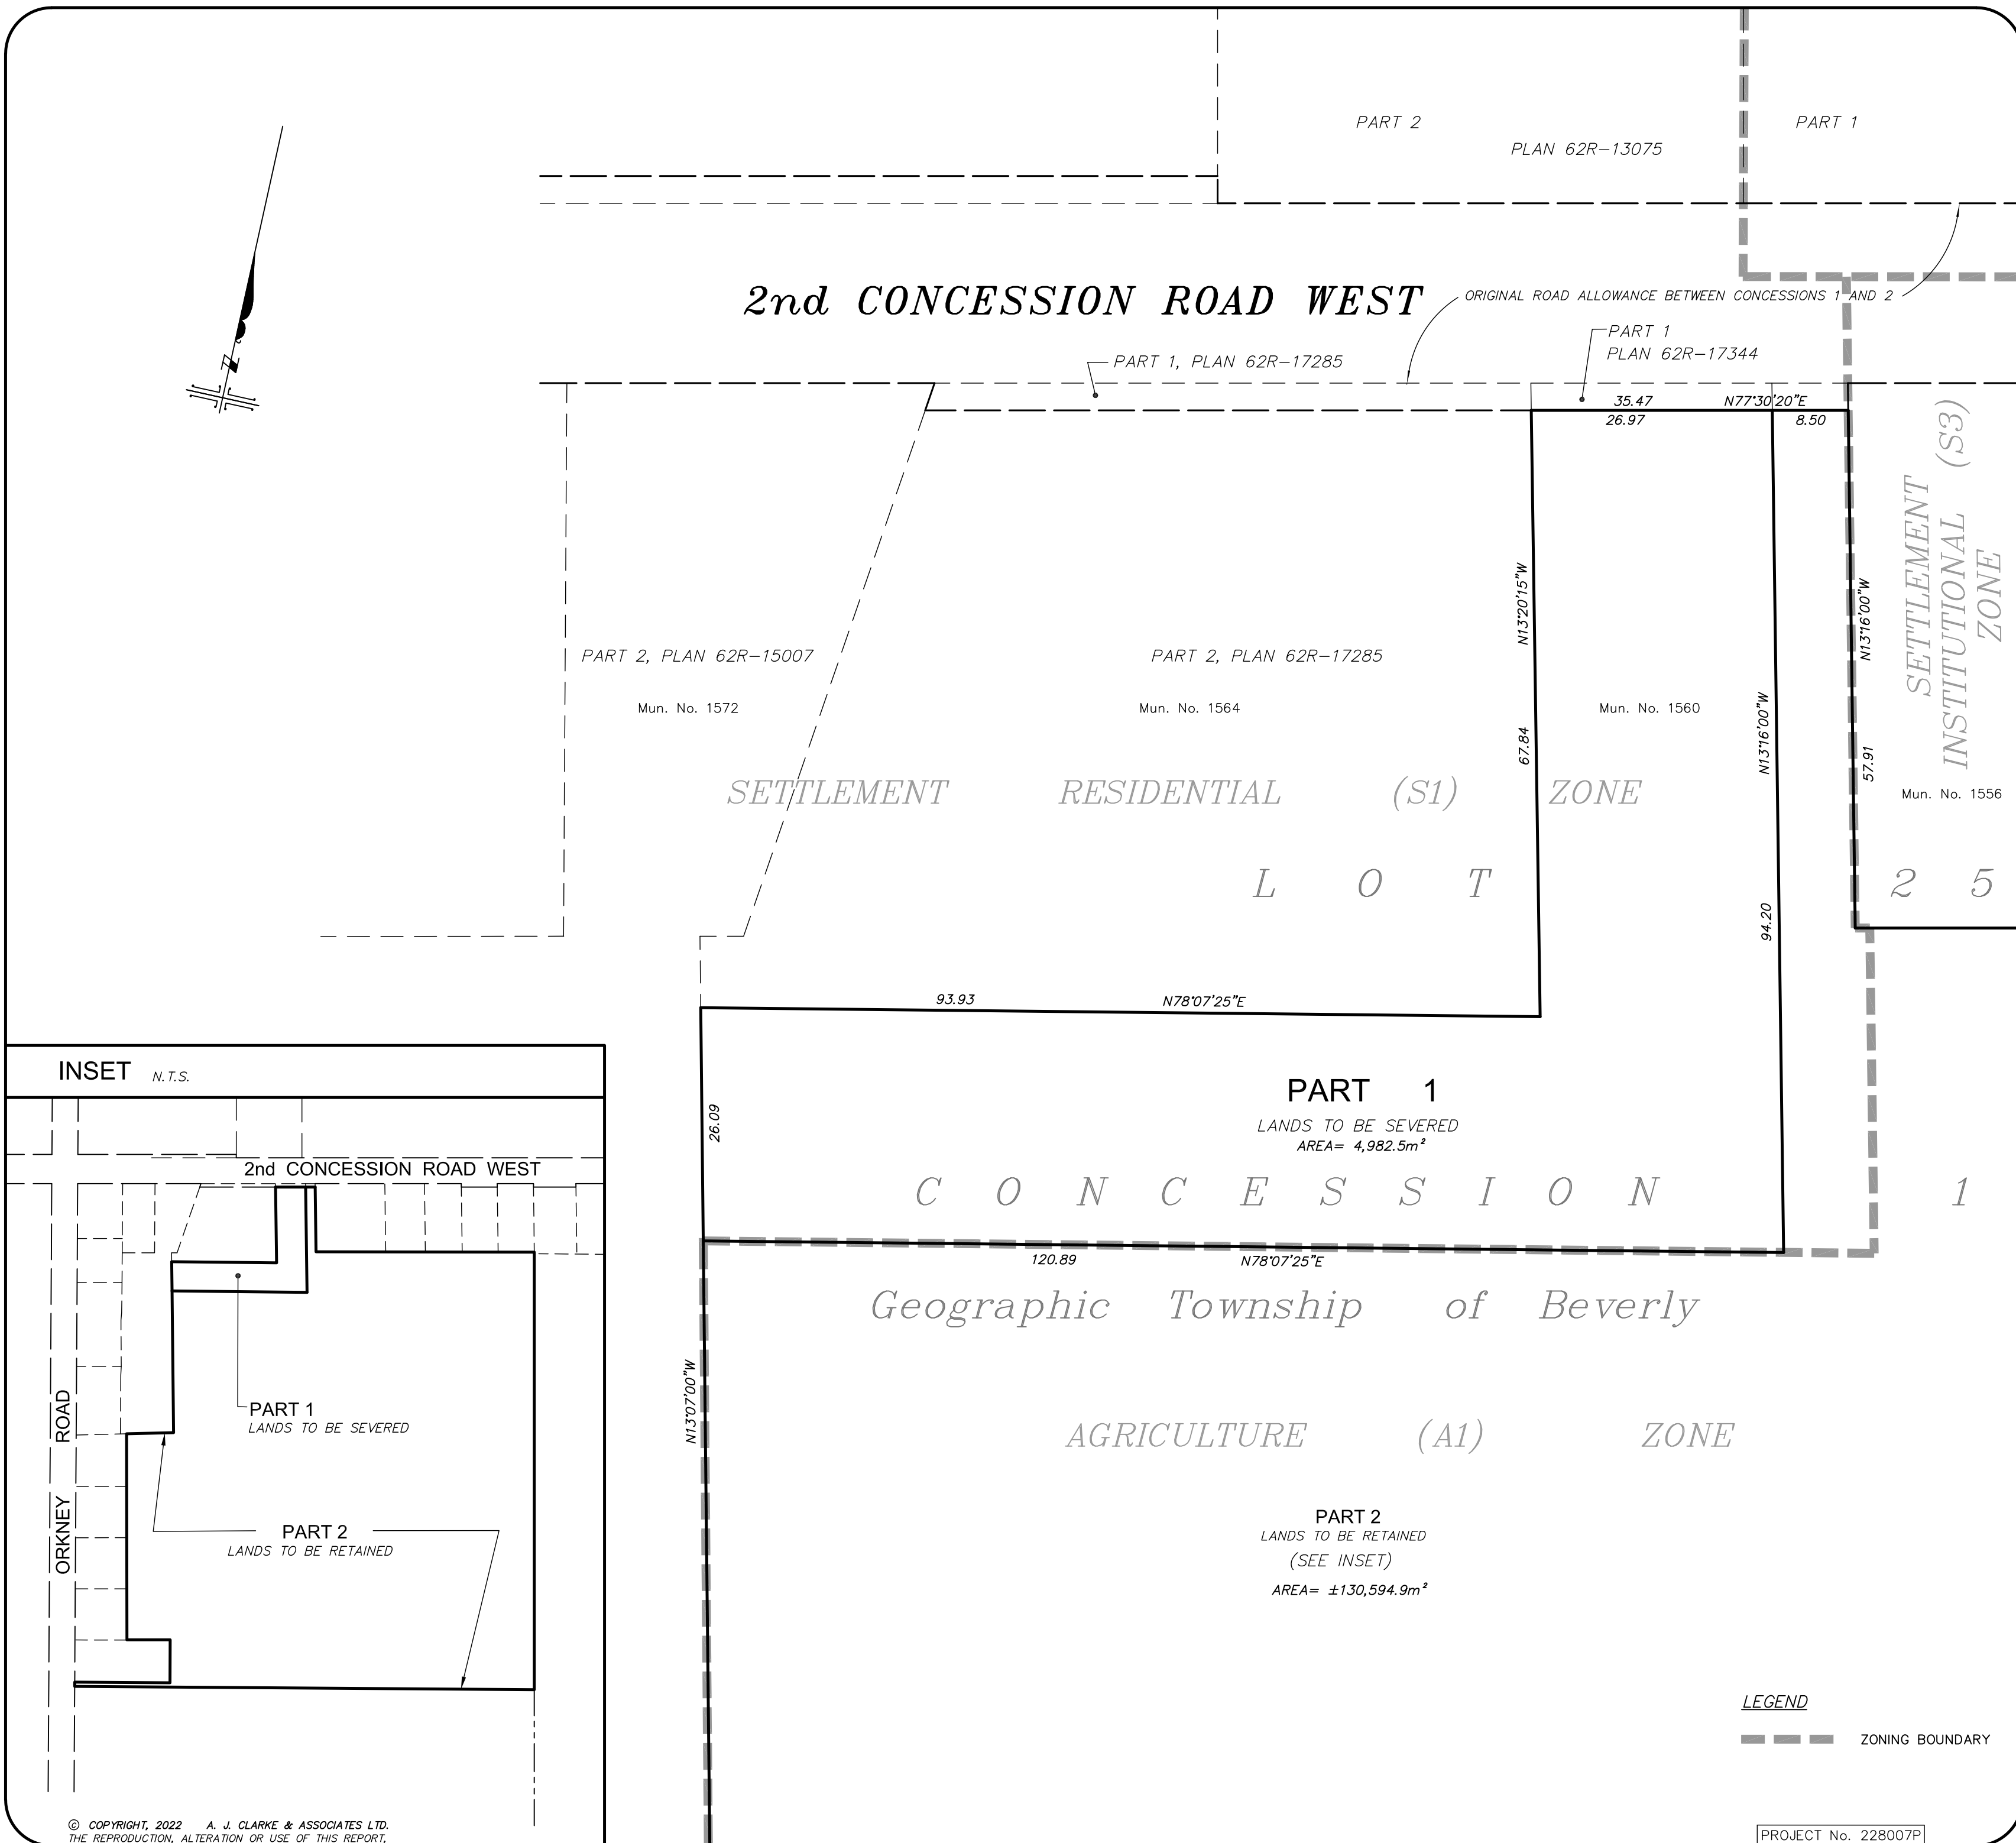 PART 2
PART 1
PLAN 62R-13075
2nd CONCESSION ROAD WEST
ORIGINAL ROAD ALLOWANCE BETWEEN CONCESSIONS 1 AND 2
PART 1
PLAN 62R-17344
PART 1, PLAN 62R-17285
35.47
N77°30'20"E
26.97
8.50
SETTLEMENT
INSTITUTIONAL (S3)
ZONE
N13°20'15"W
N13°16'00"W
PART 2, PLAN 62R-15007
PART 2, PLAN 62R-17285
Mun. No. 1572
Mun. No. 1564
Mun. No. 1560
N13°16'00"W
67.84
57.91
SETTLEMENT RESIDENTIAL (S1) ZONE
Mun. No. 1556
L O T 2 5
94.20
93.93
N78°07'25"E
26.09
PART 1
LANDS TO BE SEVERED
AREA= 4,982.5m²
C O N C E S S I O N 1
120.89
N78°07'25"E
Geographic Township of Beverly
N13°07'00"W
AGRICULTURE (A1) ZONE
PART 2
LANDS TO BE RETAINED
(SEE INSET)
AREA= ±130,594.9m²
LEGEND
ZONING BOUNDARY
PROJECT No. 228007P
INSET N.T.S.
2nd CONCESSION ROAD WEST
ORKNEY ROAD
PART 1
LANDS TO BE SEVERED
PART 2
LANDS TO BE RETAINED
© COPYRIGHT, 2022 A. J. CLARKE & ASSOCIATES LTD.
THE REPRODUCTION, ALTERATION OR USE OF THIS REPORT,
N